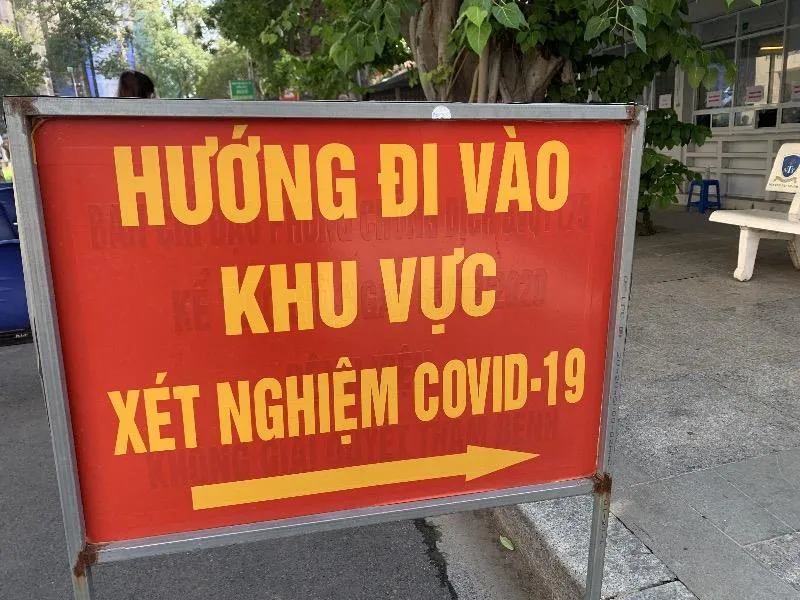 HƯỚNG ĐI VÀO
KHU VỰC
XÉT NGHIỆM COVID-19